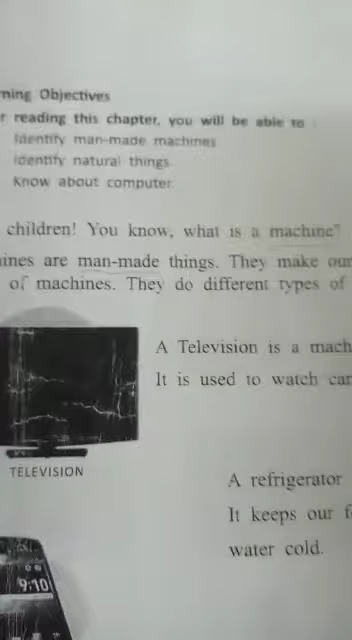 ning Objectives
r reading this chapter, you will be able to :
Identify man-made machines
Identify natural things
Know about computer
children! You know, what is a machine?
ines are man-made things. They make our
of machines. They do different types of
A Television is a mach
It is used to watch car
TELEVISION
A refrigerator
It keeps our f
water cold.
9:10